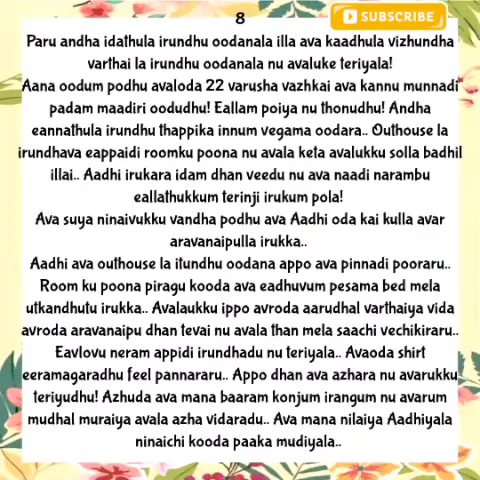 8
SUBSCRIBE
Paru andha idathula irundhu oodanala illa ava kaadhula vizhundha
varthai la irundhu oodanala nu avaluke teriyala!
Aana oodum podhu avaloda 22 varusha vazhkai ava kannu munnadi
padam maadiri oodudhu! Eallam poiya nu thonudhu! Andha
eannathula irundhu thappika innum vegama oodara.. Outhouse la
irundhava eappaidi roomku poona nu avala keta avalukku solla badhil
illai.. Aadhi irukara idam dhan veedu nu ava naadi narambu
eallathukkum terinji irukum pola!
Ava suya ninaivukku vandha podhu ava Aadhi oda kai kulla avar
aravanaipulla irukka..
Aadhi ava outhouse la itundhu oodana appo ava pinnadi pooraru..
Room ku poona piragu kooda ava eadhuvum pesama bed mela
utkandhutu irukka.. Avalaukku ippo avroda aarudhal varthaiya vida
avroda aravanaipu dhan tevai nu avala than mela saachi vechikiraru..
Eavlovu neram appidi irundhadu nu teriyala.. Avaoda shirt
eeramagaradhu feel pannararu.. Appo dhan ava azhara nu avarukku
teriyudhu! Azhuda ava mana baaram konjum irangum nu avarum
mudhal muraiya avala azha vidaradu.. Ava mana nilaiya Aadhiyala
ninaichi kooda paaka mudiyala..